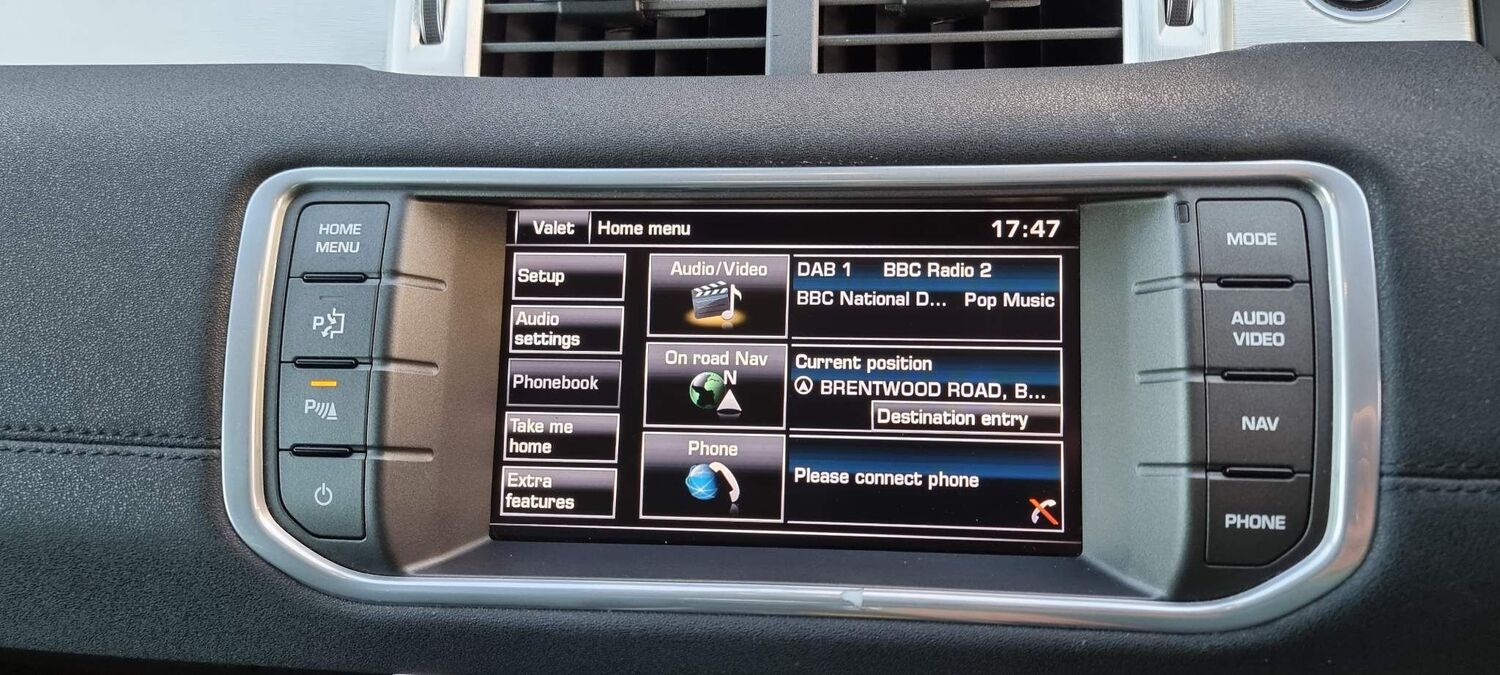 HOME
MENU
P
P
Valet
Home menu
17:47
Setup
Audio
settings
Phonebook
Take me
home
Extra
features
Audio/Video
On road Nav
N
Phone
DAB 1 BBC Radio 2
BBC National D... Pop Music
Current position
BRENTWOOD ROAD, B...
Destination entry
Please connect phone
MODE
AUDIO
VIDEO
NAV
PHONE